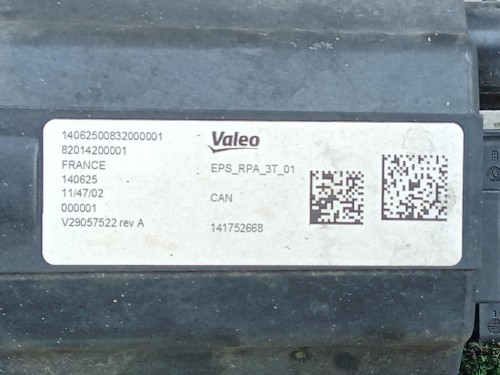 14062500832000001
82014200001
FRANCE
140625
11/47/02
000001
V29057522 rev A
Valeo
EPS_RPA_3T_01
CAN
141752668